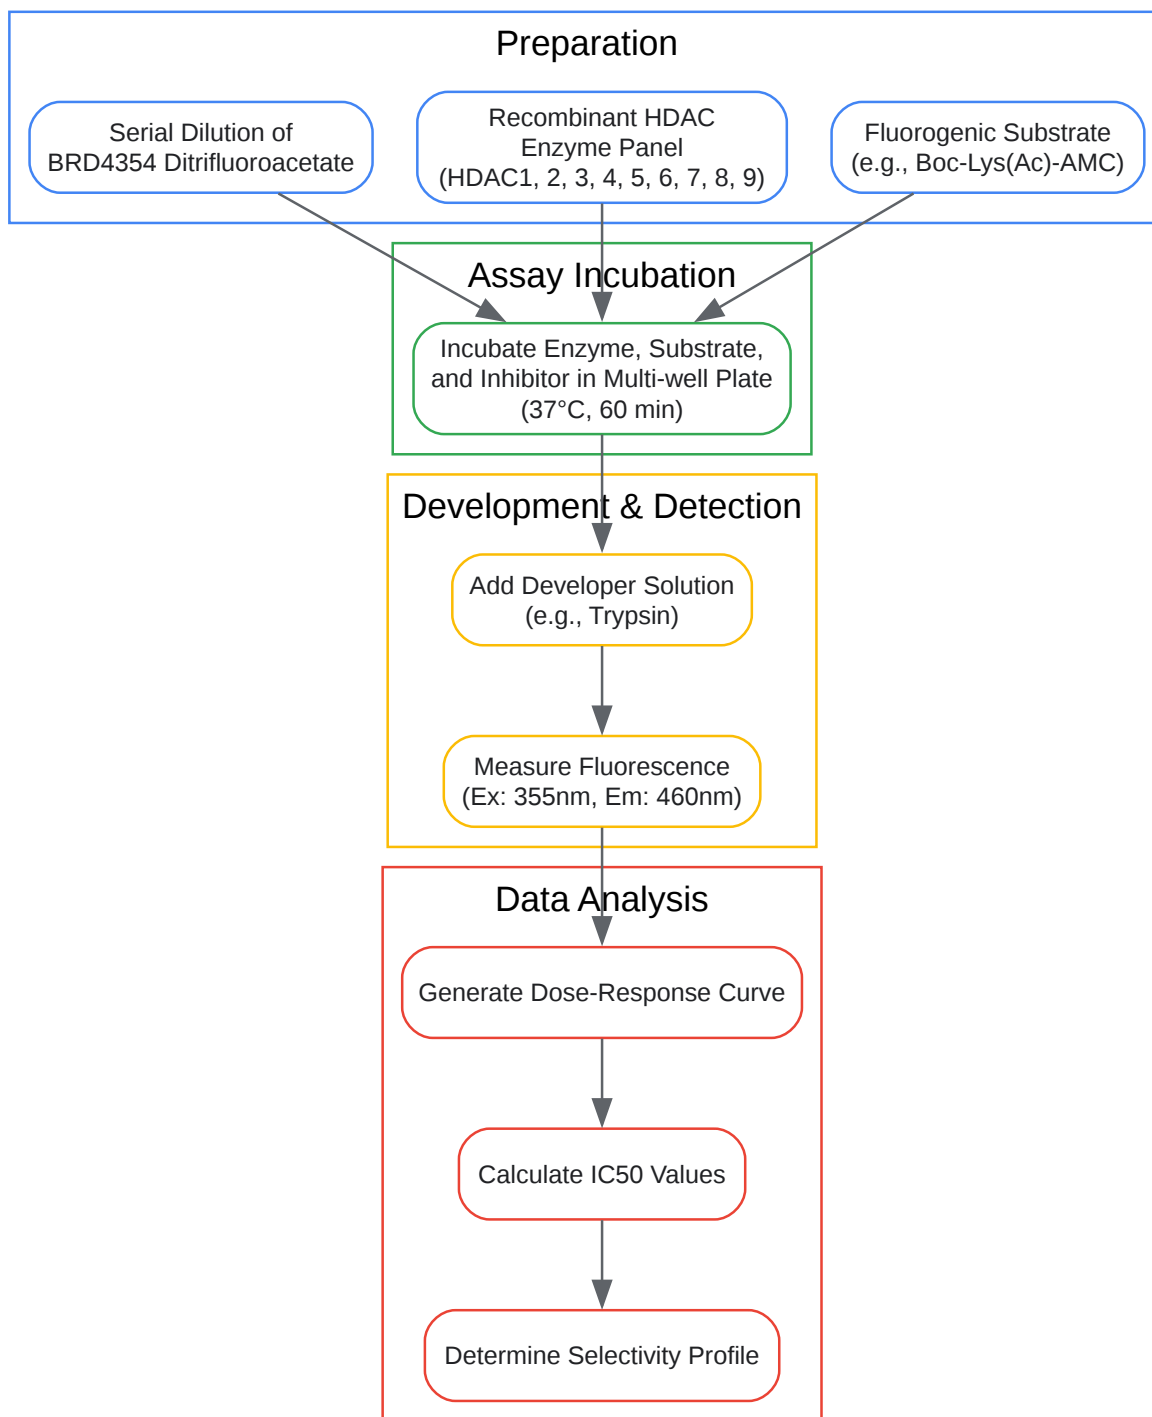 Preparation
Serial Dilution of
BRD4354 Ditrifluoroacetate
Recombinant HDAC
Enzyme Panel
(HDAC1, 2, 3, 4, 5, 6, 7, 8, 9)
Fluorogenic Substrate
(e.g., Boc-Lys(Ac)-AMC)
Assay Incubation
Incubate Enzyme, Substrate,
and Inhibitor in Multi-well Plate
(37°C, 60 min)
Development & Detection
Add Developer Solution
(e.g., Trypsin)
Measure Fluorescence
(Ex: 355nm, Em: 460nm)
Data Analysis
Generate Dose-Response Curve
Calculate IC50 Values
Determine Selectivity Profile